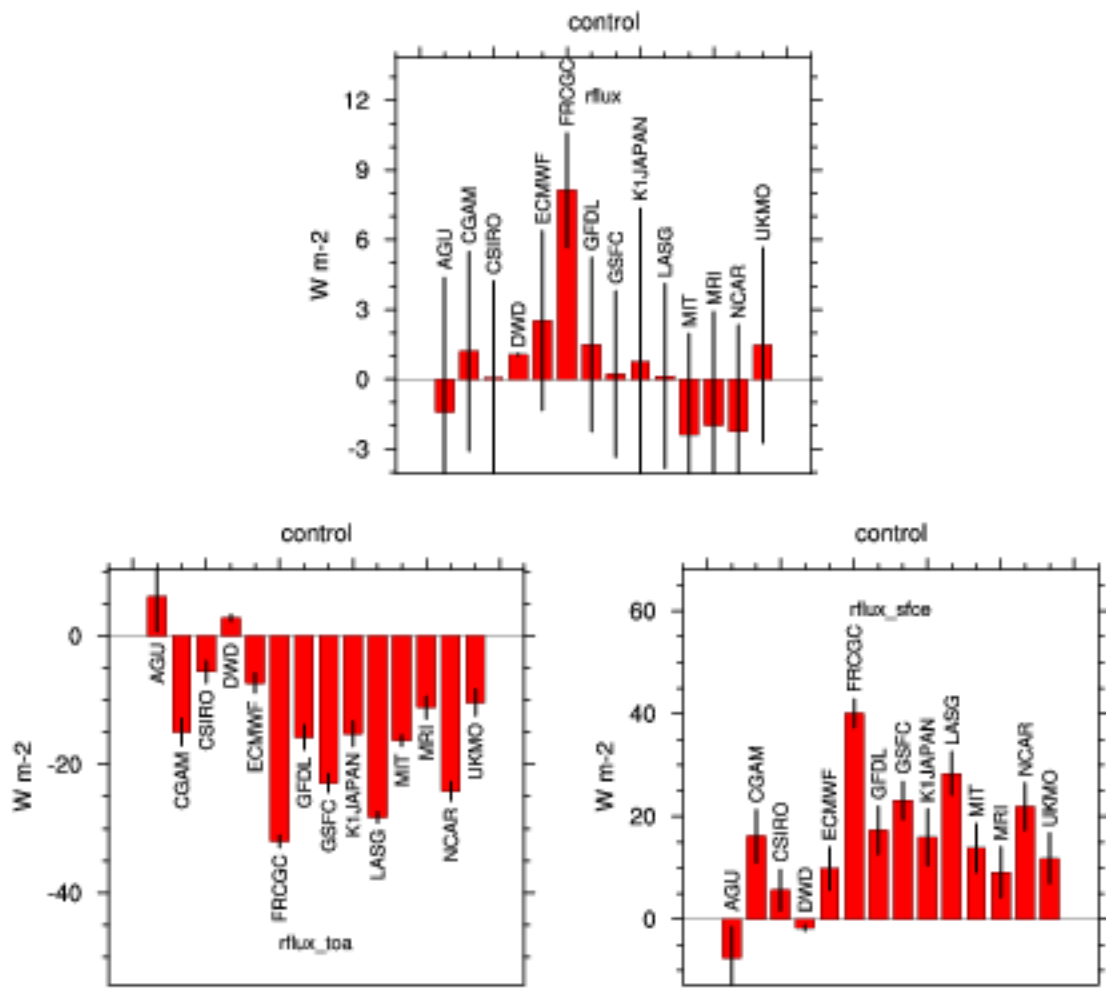 control
rflux
W m-2
12
9
6
3
0
-3
AGU
CGAM
CSIRO
DWD
ECMWF
FRCGC
GFDL
GSFC
K1JAPAN
LASG
MIT
MRI
NCAR
UKMO
control
W m-2
0
-20
-40
AGU
CGAM
CSIRO
DWD
ECMWF
FRCGC
GFDL
GSFC
K1JAPAN
LASG
MIT
MRI
NCAR
UKMO
rflux_toa
control
rflux_sfce
W m-2
60
40
20
0
AGU
CGAM
CSIRO
DWD
ECMWF
FRCGC
GFDL
GSFC
K1JAPAN
LASG
MIT
MRI
NCAR
UKMO